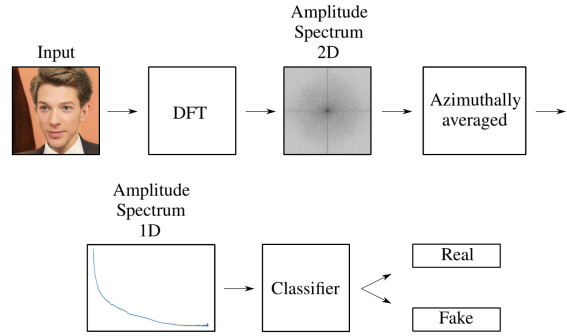 Input
DFT
Amplitude
Spectrum
2D
Azimuthally
averaged
Amplitude
Spectrum
1D
Classifier
Real
Fake